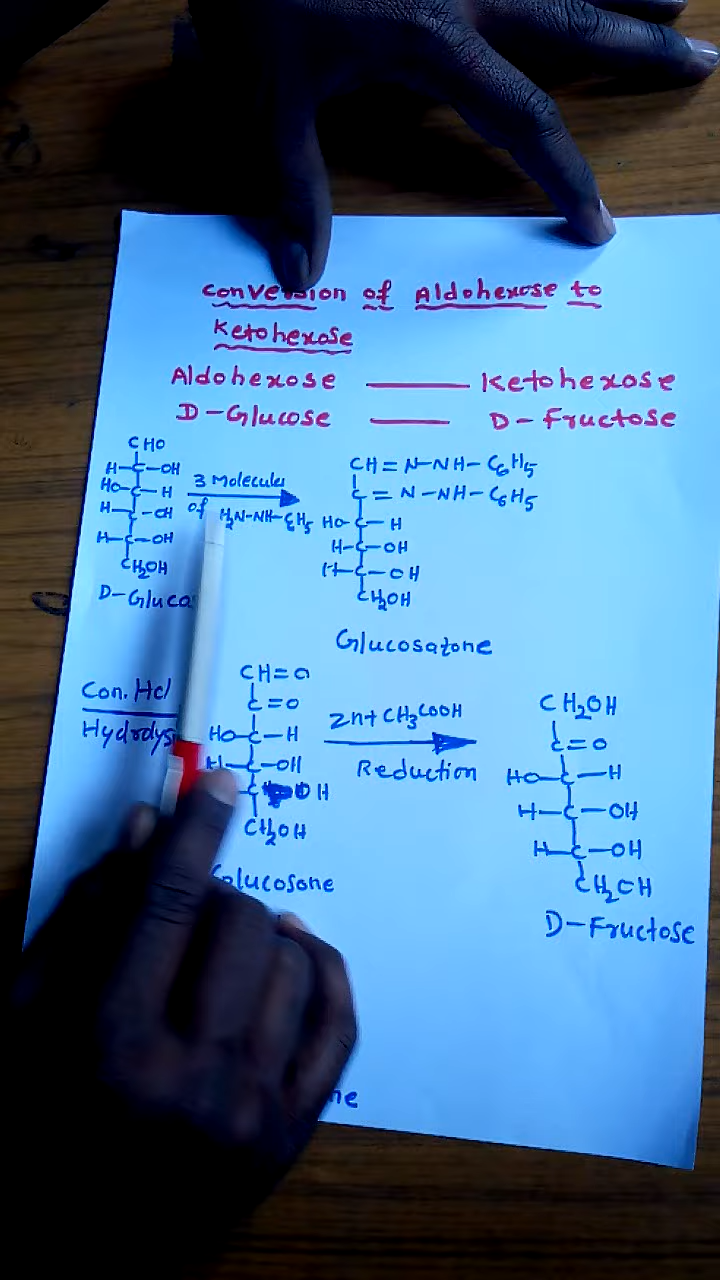 Conversion of Aldohexose to
Ketohexose
Aldohexose —— Ketohexose
D-Glucose —— D-Fructose
CHO
H-C-OH
HO-C-H
H-C-OH
H-C-OH
CH2OH
3 Molecules
of H2N-NH-C6H5
CH=N-NH-C6H5
C=N-NH-C6H5
HO-C-H
H-C-OH
H-C-OH
CH2OH
Glucosazone
Con. Hcl
CH=O
C=O
HO-C-H
H-C-OH
C-OH
CH2OH
Zn+CH3COOH
Reduction
CH2OH
C=O
HO-C-H
H-C-OH
H-C-OH
CH2OH
D-Fructose